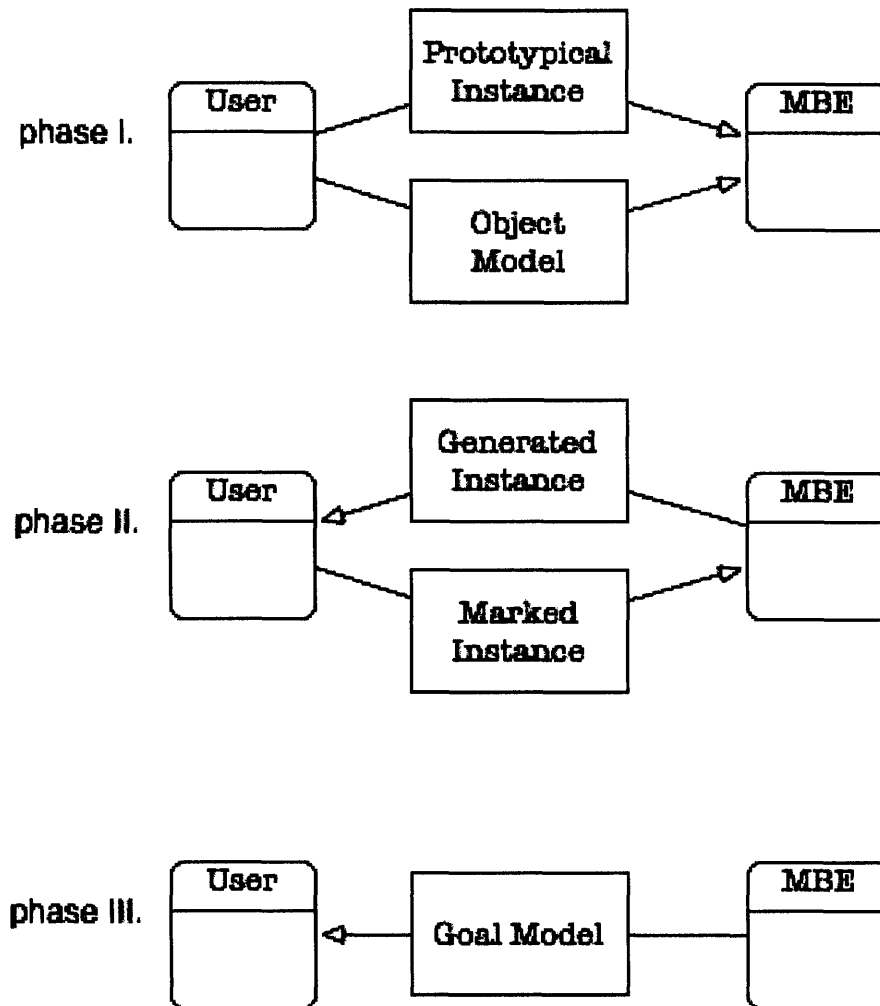 Prototypical
Instance
User
MBE
phase I.
Object
Model
Generated
Instance
User
MBE
phase II.
Marked
Instance
User
MBE
phase III.
Goal Model